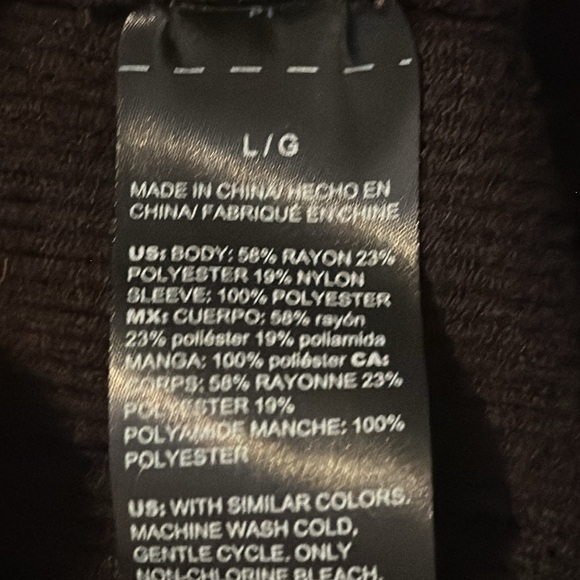 L/G
MADE IN CHINA/ HECHO EN
CHINA/ FABRIQUÉ EN CHINE
US: BODY: 58% RAYON 23%
POLYESTER 19% NYLON
SLEEVE: 100% POLYESTER
MX: CUERPO: 58% rayón
23% poliéster 19% poliamida
MANGA: 100% poliéster CA:
CORPS: 58% RAYONNE 23%
POLYESTER 19%
POLYAMIDE MANCHE: 100%
POLYESTER
US: WITH SIMILAR COLORS.
MACHINE WASH COLD,
GENTLE CYCLE. ONLY
NON-CHLORINE BLEACH.